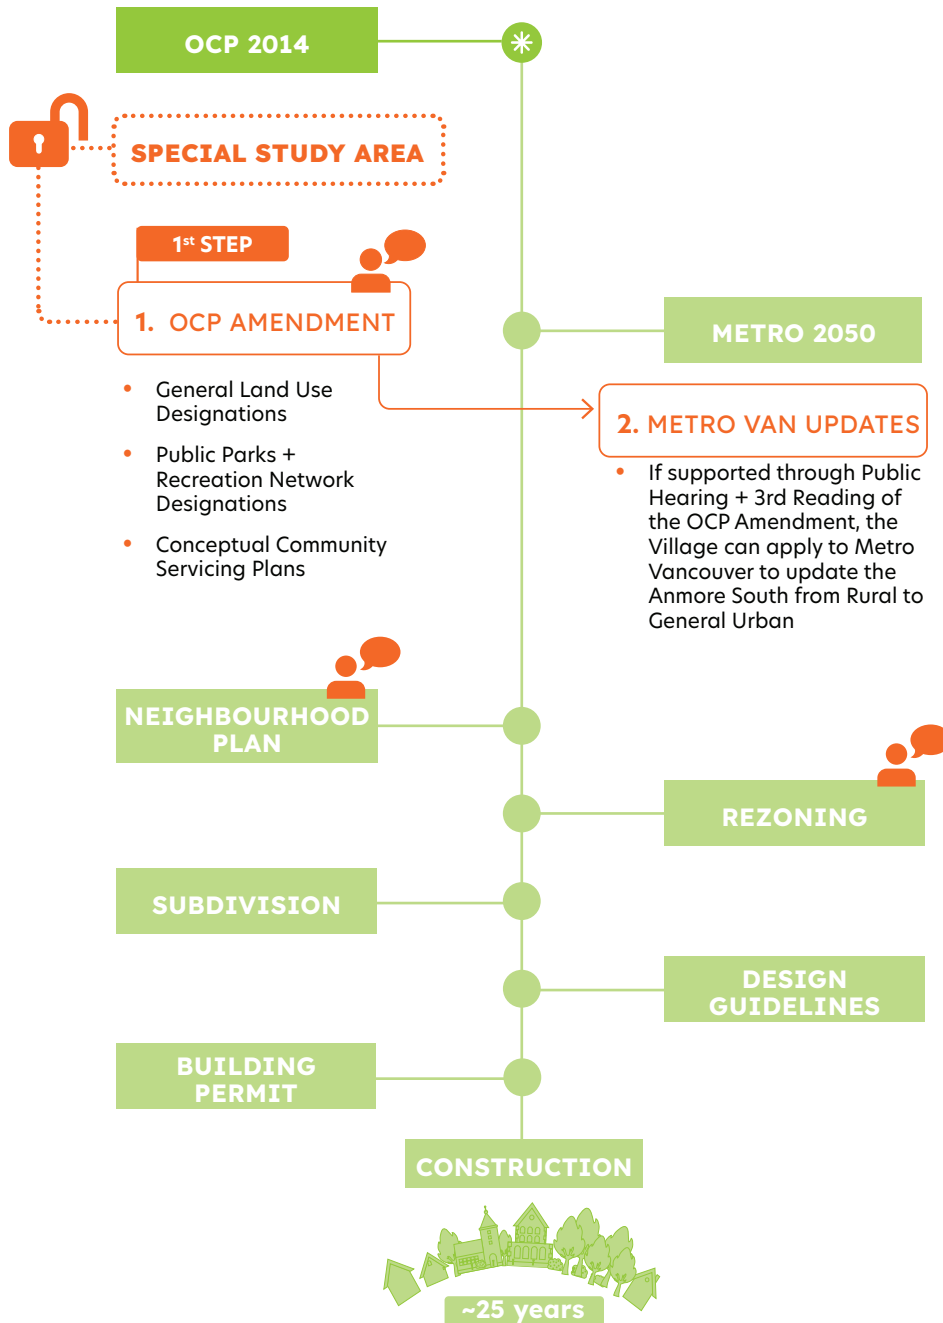 OCP 2014
SPECIAL STUDY AREA
1st STEP
1. OCP AMENDMENT
• General Land Use
Designations
• Public Parks +
Recreation Network
Designations
• Conceptual Community
Servicing Plans
METRO 2050
2. METRO VAN UPDATES
• If supported through Public
Hearing + 3rd Reading of
the OCP Amendment, the
Village can apply to Metro
Vancouver to update the
Anmore South from Rural to
General Urban
NEIGHBOURHOOD
PLAN
REZONING
SUBDIVISION
DESIGN
GUIDELINES
BUILDING
PERMIT
CONSTRUCTION
~25 years